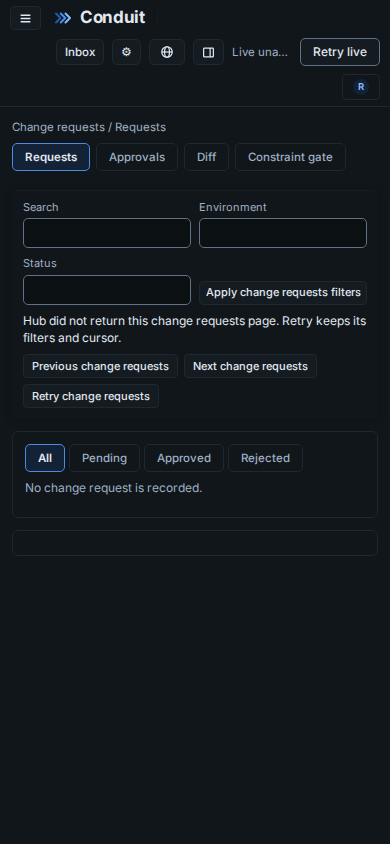 Conduit
Inbox
Live una...
Retry live
R
Change requests / Requests
Requests
Approvals
Diff
Constraint gate
Search
Environment
Status
Apply change requests filters
Hub did not return this change requests page. Retry keeps its
filters and cursor.
Previous change requests
Next change requests
Retry change requests
All
Pending
Approved
Rejected
No change request is recorded.